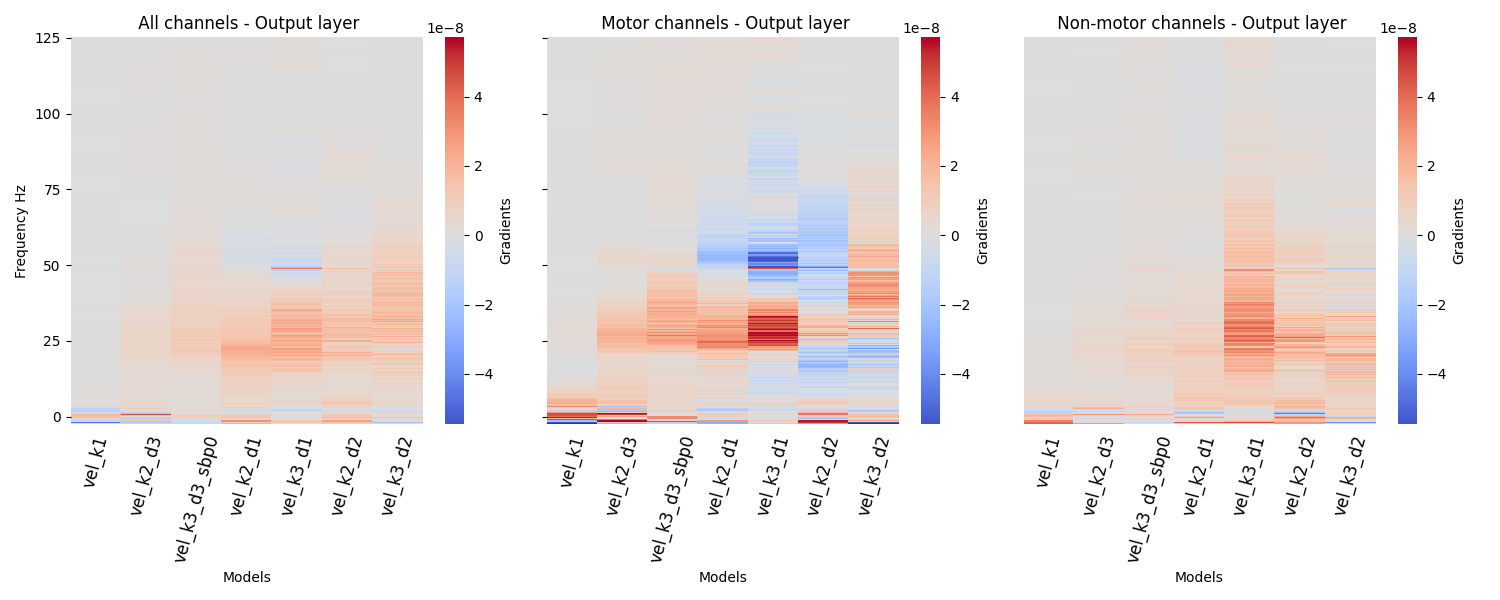 All channels - Output layer
Motor channels - Output layer
Non-motor channels - Output layer
1e−8
1e−8
1e−8
125
100
75
50
25
0
Frequency Hz
4
2
0
−2
−4
Gradients
4
2
0
−2
−4
Gradients
4
2
0
−2
−4
Gradients
vel_k1
vel_k2_d3
vel_k3_d3_sbp0
vel_k2_d1
vel_k3_d1
vel_k2_d2
vel_k3_d2
vel_k1
vel_k2_d3
vel_k3_d3_sbp0
vel_k2_d1
vel_k3_d1
vel_k2_d2
vel_k3_d2
vel_k1
vel_k2_d3
vel_k3_d3_sbp0
vel_k2_d1
vel_k3_d1
vel_k2_d2
vel_k3_d2
Models
Models
Models